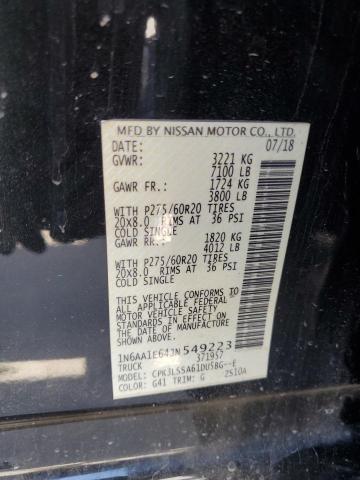 MFD BY NISSAN MOTOR CO., LTD.
DATE: 07/18
GVWR: 3221 KG
7100 LB
GAWR FR.: 1724 KG
3800 LB
WITH P275/60R20 TIRES
20X8.0 RIMS AT 36 PSI
COLD SINGLE
GAWR RR.: 1820 KG
4012 LB
WITH P275/60R20 TIRES
20X8.0 RIMS AT 36 PSI
COLD SINGLE
THIS VEHICLE CONFORMS TO ALL
APPLICABLE FEDERAL MOTOR
VEHICLE SAFETY STANDARDS IN
EFFECT ON THE DATE OF
MANUFACTURE SHOWN ABOVE.
1N6AA1E64JN549223
TRUCK 371957
MODEL: CPKJLSSA61DU5BG--E
COLOR: G41 TRIM: G 2S10A